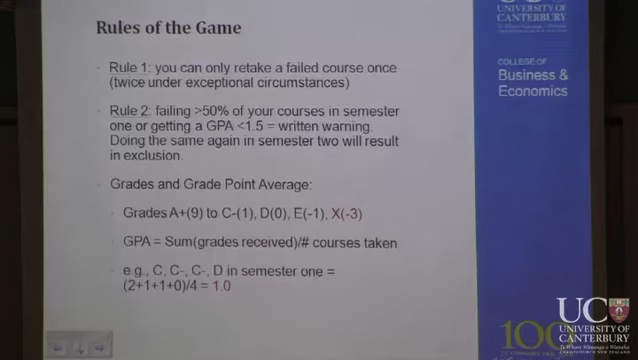 Rules of the Game
Rule 1: you can only retake a failed course once
(twice under exceptional circumstances)
Rule 2: failing >50% of your courses in semester
one or getting a GPA <1.5 = written warning.
Doing the same again in semester two will result
in exclusion.
Grades and Grade Point Average:
Grades A+(9) to C-(1), D(0), E(-1), X(-3)
GPA = Sum(grades received)/# courses taken
e.g., C, C-, C-, D in semester one =
(2+1+1+0)/4 = 1.0
UNIVERSITY OF
CANTERBURY
COLLEGE OF
Business &
Economics
100
UC
UNIVERSITY OF
CANTERBURY